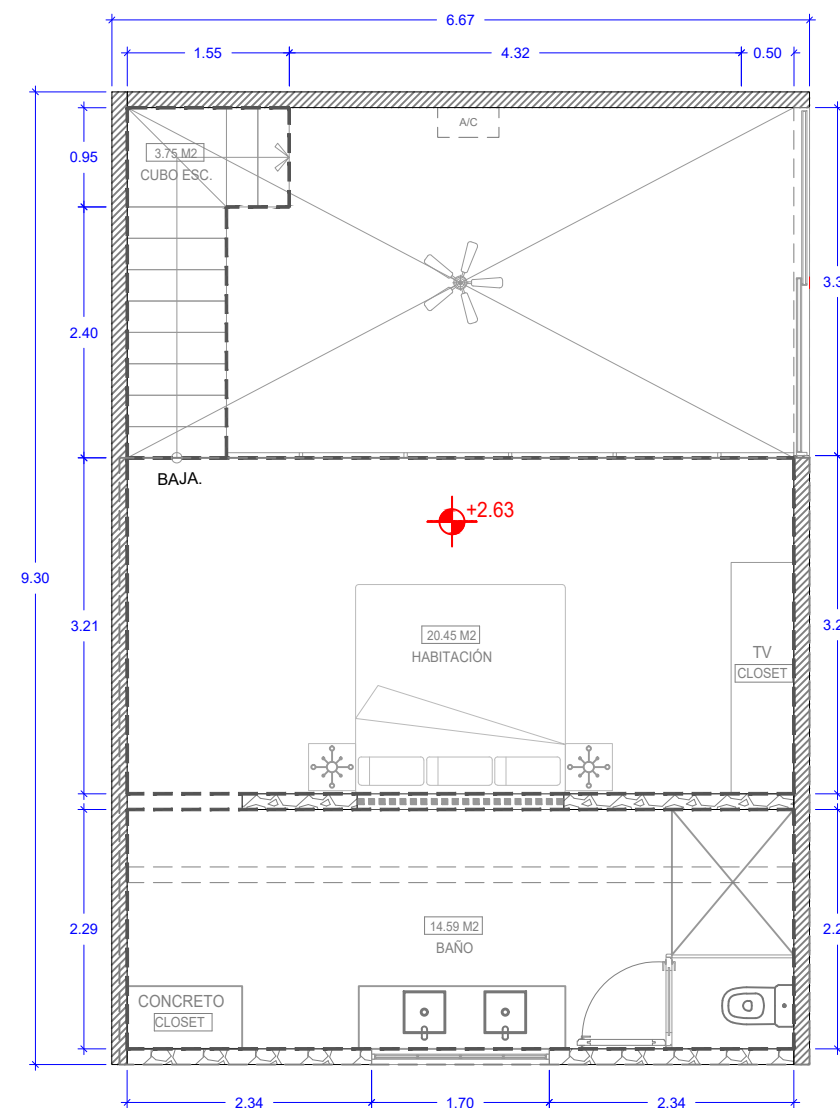 6.67
1.55
4.32
0.50
A/C
0.95
3.75 M2
CUBO ESC.
2.40
BAJA.
+2.63
9.30
3.21
20.45 M2
HABITACIÓN
TV
CLOSET
2.29
14.59 M2
BAÑO
CONCRETO
CLOSET
2.34
1.70
2.34